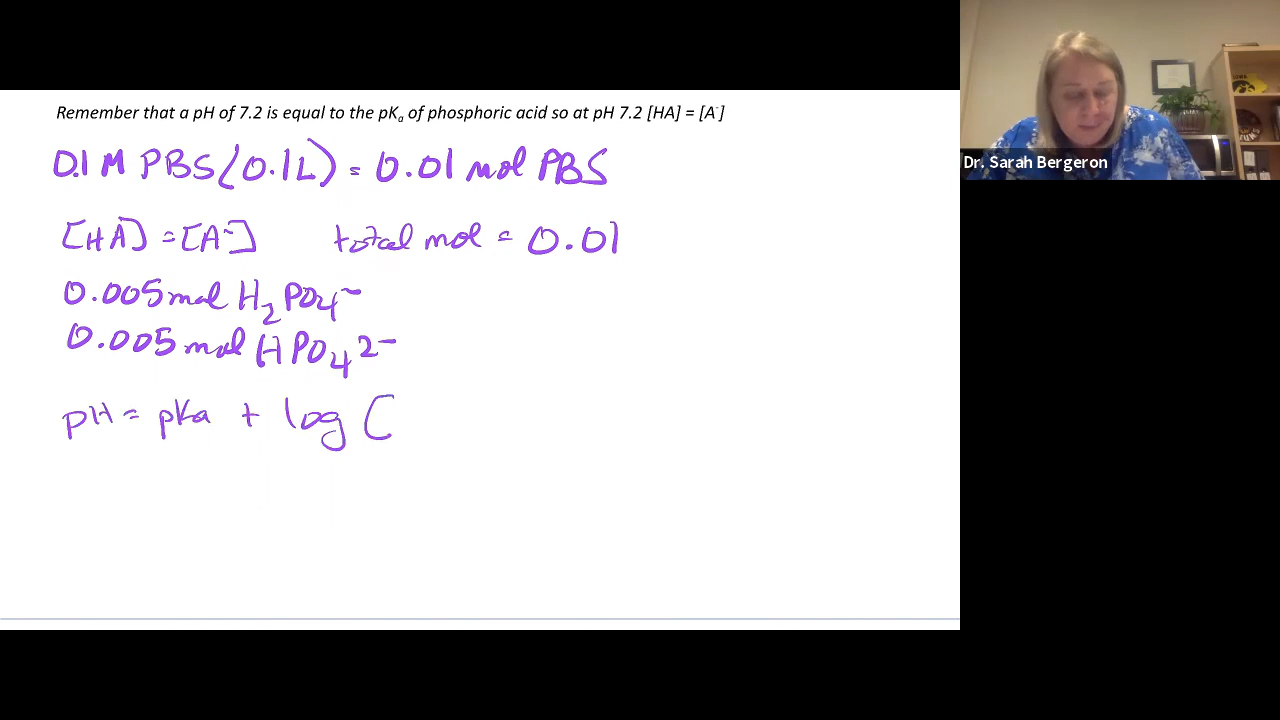 Remember that a pH of 7.2 is equal to the pKₐ of phosphoric acid so at pH 7.2 [HA] = [A⁻]
0.1 M PBS(0.1L) = 0.01 mol PBS
[HA] = [A⁻] total mol = 0.01
0.005 mol H₂PO₄⁻
0.005 mol HPO₄²⁻
pH = pKa + log (
Dr. Sarah Bergeron
IOWA